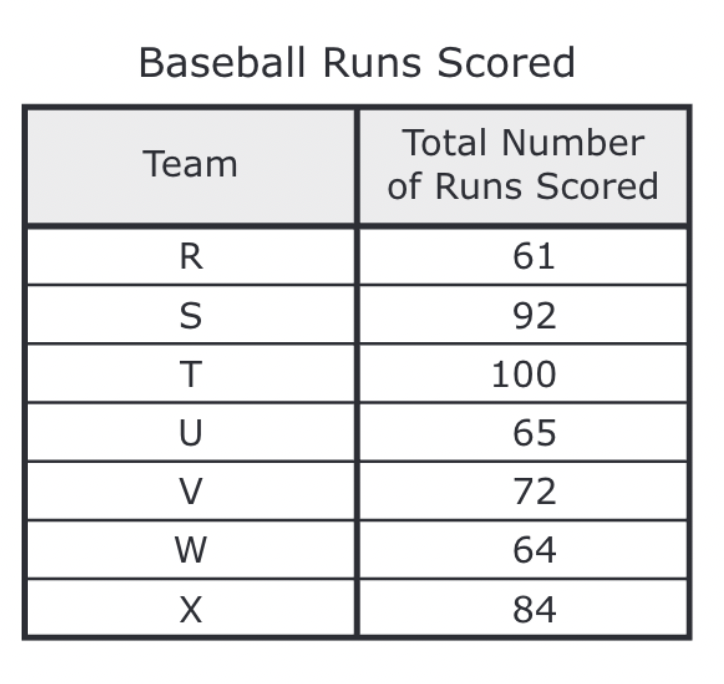 Baseball Runs Scored
Team
Total Number
of Runs Scored
R 61
S 92
T 100
U 65
V 72
W 64
X 84